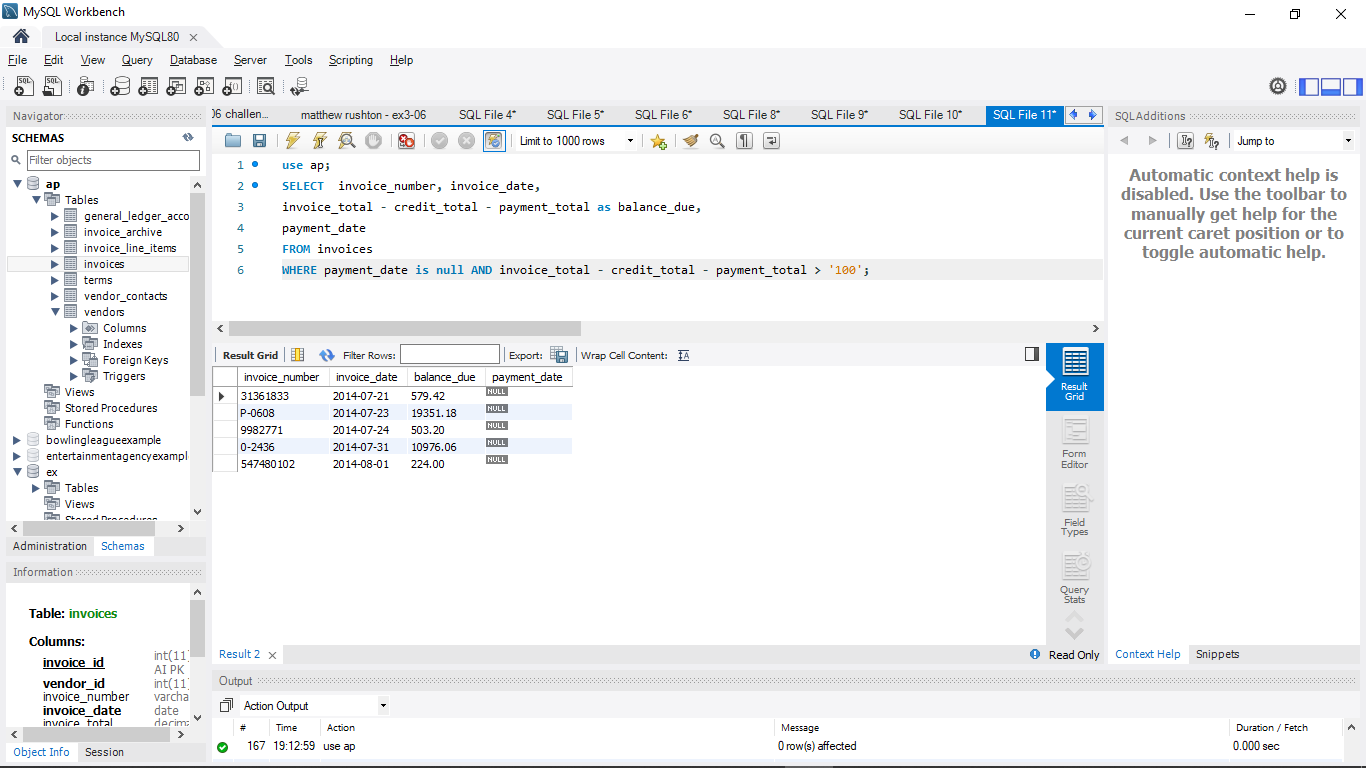 MySQL Workbench
Local instance MySQL80
File Edit View Query Database Server Tools Scripting Help
Navigator
SCHEMAS
Filter objects
ap
Tables
general_ledger_acco
invoice_archive
invoice_line_items
invoices
terms
vendor_contacts
vendors
Columns
Indexes
Foreign Keys
Triggers
Views
Stored Procedures
Functions
bowlingleagueexample
entertainmentagencyexampl
ex
Tables
Views
Stored Procedures
Administration Schemas
Information
Table: invoices
Columns:
invoice_id int(11)
AI PK
vendor_id int(11)
invoice_number varcha
invoice_date date
invoice_total decima
Object Info Session
06 challen... matthew rushton - ex3-06 SQL File 4* SQL File 5* SQL File 6* SQL File 8* SQL File 9* SQL File 10* SQL File 11*
Limit to 1000 rows
1 use ap;
2 SELECT invoice_number, invoice_date,
3 invoice_total - credit_total - payment_total as balance_due,
4 payment_date
5 FROM invoices
6 WHERE payment_date is null AND invoice_total - credit_total - payment_total > '100';
Result Grid Filter Rows: Export: Wrap Cell Content:
invoice_number invoice_date balance_due payment_date
31361833 2014-07-21 579.42 NULL
P-0608 2014-07-23 19351.18 NULL
9982771 2014-07-24 503.20 NULL
0-2436 2014-07-31 10976.06 NULL
547480102 2014-08-01 224.00 NULL
Result
Grid
Form
Editor
Field
Types
Query
Stats
Result 2
Read Only
SQLAdditions
Jump to
Automatic context help is
disabled. Use the toolbar to
manually get help for the
current caret position or to
toggle automatic help.
Context Help Snippets
Output
Action Output
# Time Action Message Duration / Fetch
167 19:12:59 use ap 0 row(s) affected 0.000 sec